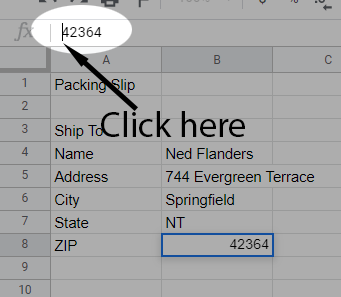 fx 42364
A B C
1 Packing Slip
2
3 Ship To
Click here
4 Name Ned Flanders
5 Address 744 Evergreen Terrace
6 City Springfield
7 State NT
8 ZIP 42364
9
10